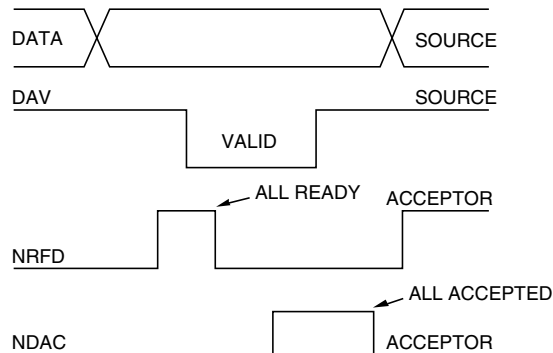 DATA SOURCE
DAV SOURCE
VALID
ALL READY
ACCEPTOR
NRFD
ALL ACCEPTED
NDAC ACCEPTOR